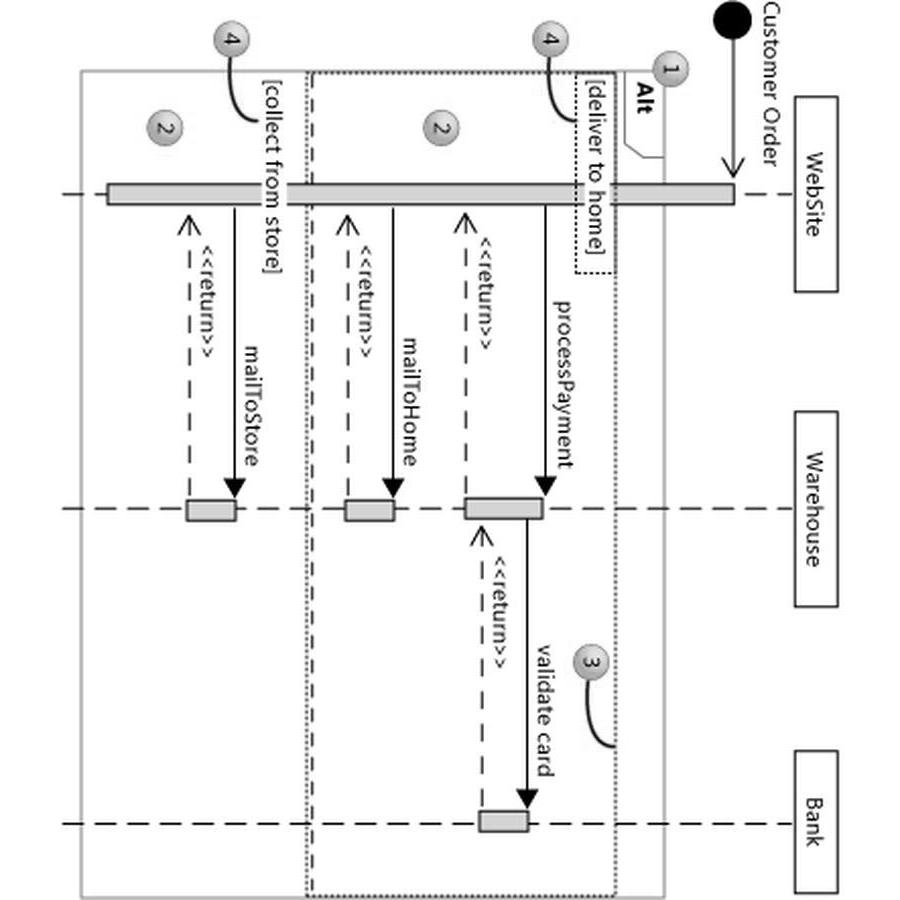 Customer Order
WebSite
Warehouse
Bank
1
Alt
4
[deliver to home]
3
processPayment
validate card
<<return>>
<<return>>
2
mailToHome
<<return>>
4
[collect from store]
2
mailToStore
<<return>>